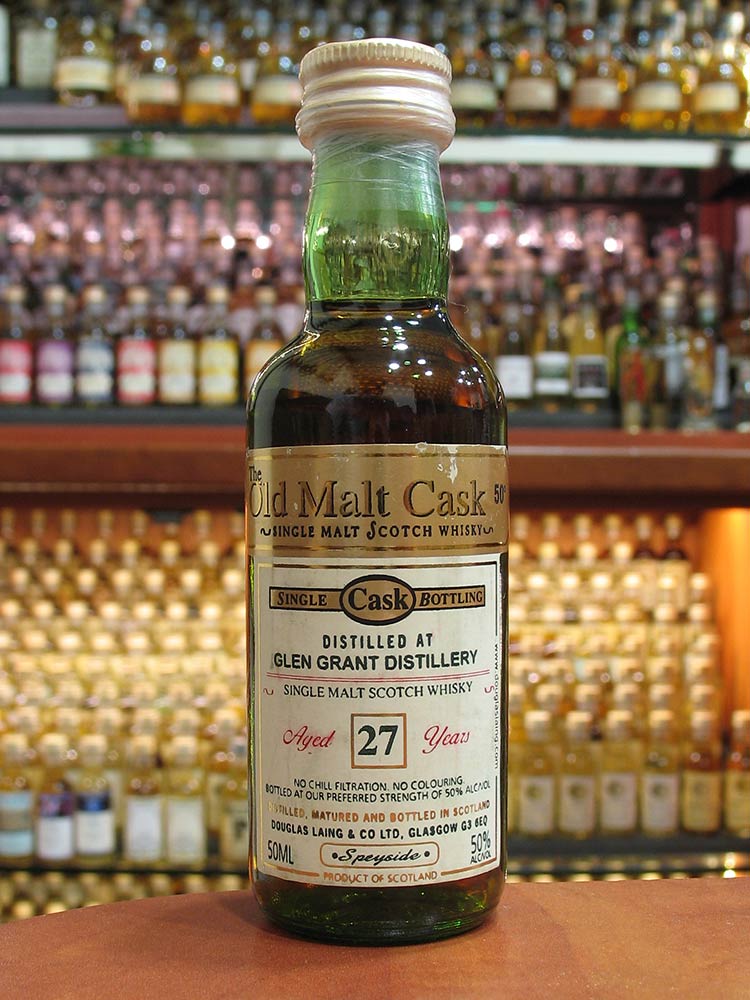 The
Old Malt Cask 50°
~SINGLE MALT SCOTCH WHISKY~
SINGLE Cask BOTTLING
DISTILLED AT
GLEN GRANT DISTILLERY
SINGLE MALT SCOTCH WHISKY
Aged 27 Years
NO CHILL FILTRATION. NO COLOURING.
BOTTLED AT OUR PREFERRED STRENGTH OF 50% ALC/VOL
DISTILLED, MATURED AND BOTTLED IN SCOTLAND
DOUGLAS LAING & CO LTD, GLASGOW G3 6EQ
50ML •Speyside• 50%
ALC/VOL
PRODUCT OF SCOTLAND
www.douglaslaing.com